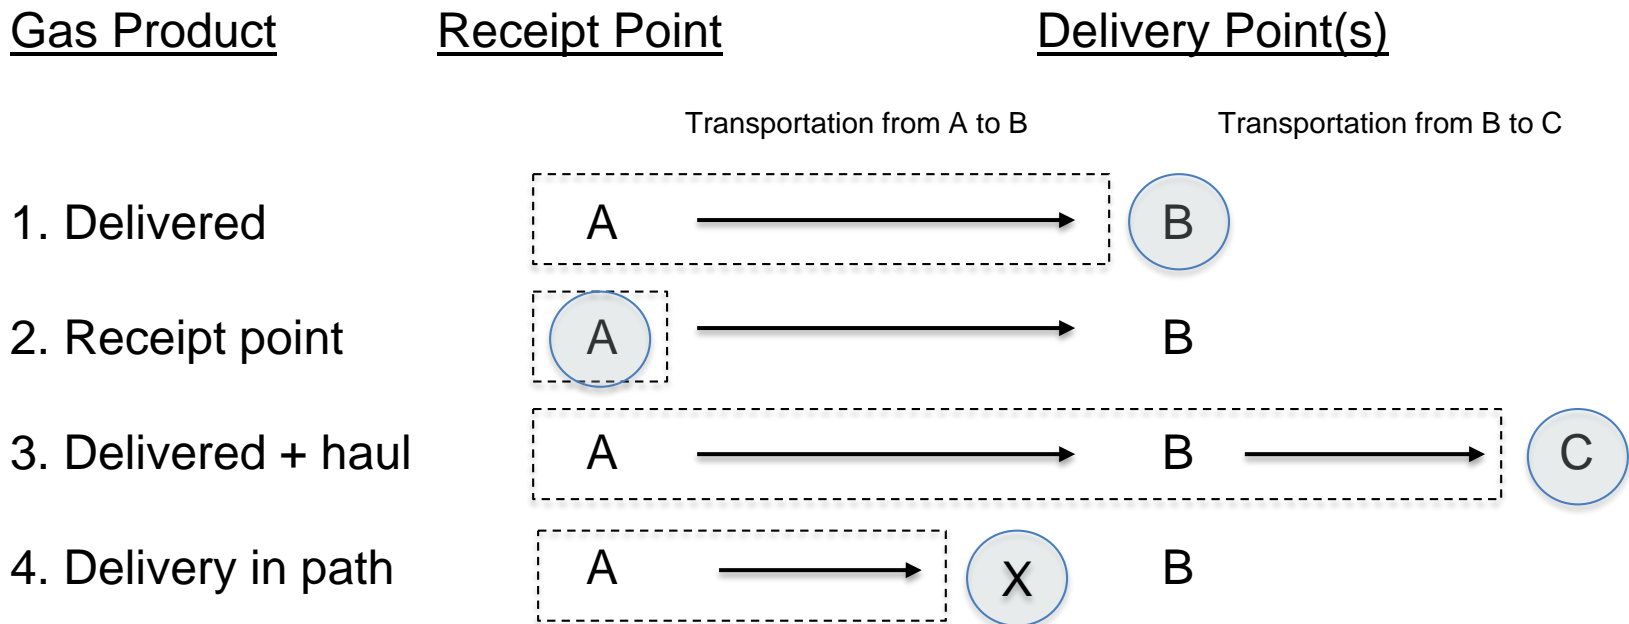 Gas Product Receipt Point Delivery Point(s)
Transportation from A to B Transportation from B to C
1. Delivered A B
2. Receipt point A B
3. Delivered + haul A B C
4. Delivery in path A X B